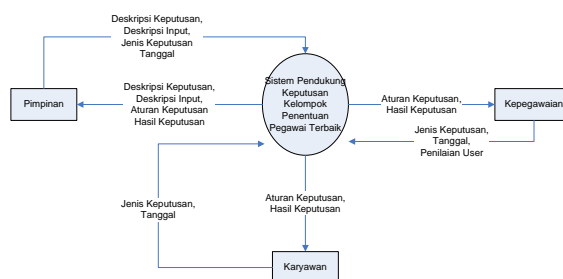 Deskripsi Keputusan,
Deskripsi Input,
Jenis Keputusan
Tanggal
Pimpinan
Deskripsi Keputusan,
Deskripsi Input,
Aturan Keputusan
Hasil Keputusan
Sistem Pendukung
Keputusan
Kelompok
Penentuan
Pegawai Terbaik
Aturan Keputusan,
Hasil Keputusan
Kepegawaian
Jenis Keputusan,
Tanggal,
Penilaian User
Jenis Keputusan,
Tanggal
Aturan Keputusan,
Hasil Keputusan
Karyawan